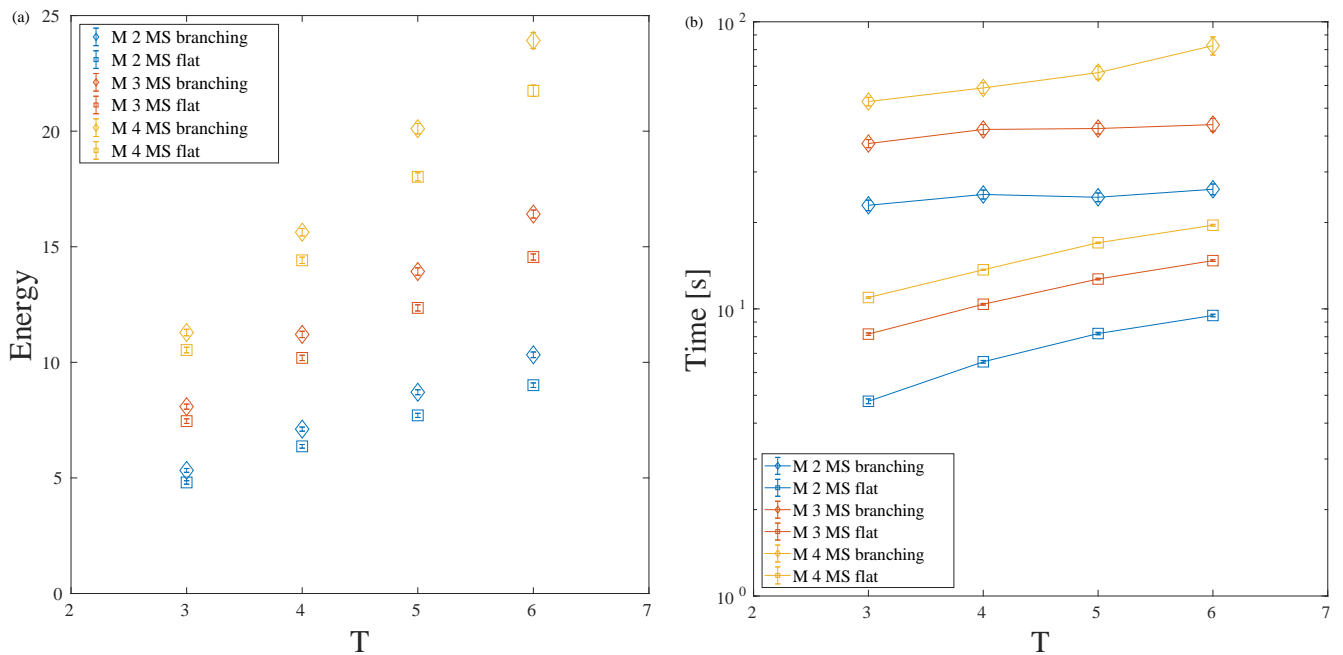 (a)
25
20
15
10
5
0
Energy
M 2 MS branching
M 2 MS flat
M 3 MS branching
M 3 MS flat
M 4 MS branching
M 4 MS flat
2 3 4 5 6 7
T
(b)
10^2
10^1
10^0
Time [s]
M 2 MS branching
M 2 MS flat
M 3 MS branching
M 3 MS flat
M 4 MS branching
M 4 MS flat
2 3 4 5 6 7
T